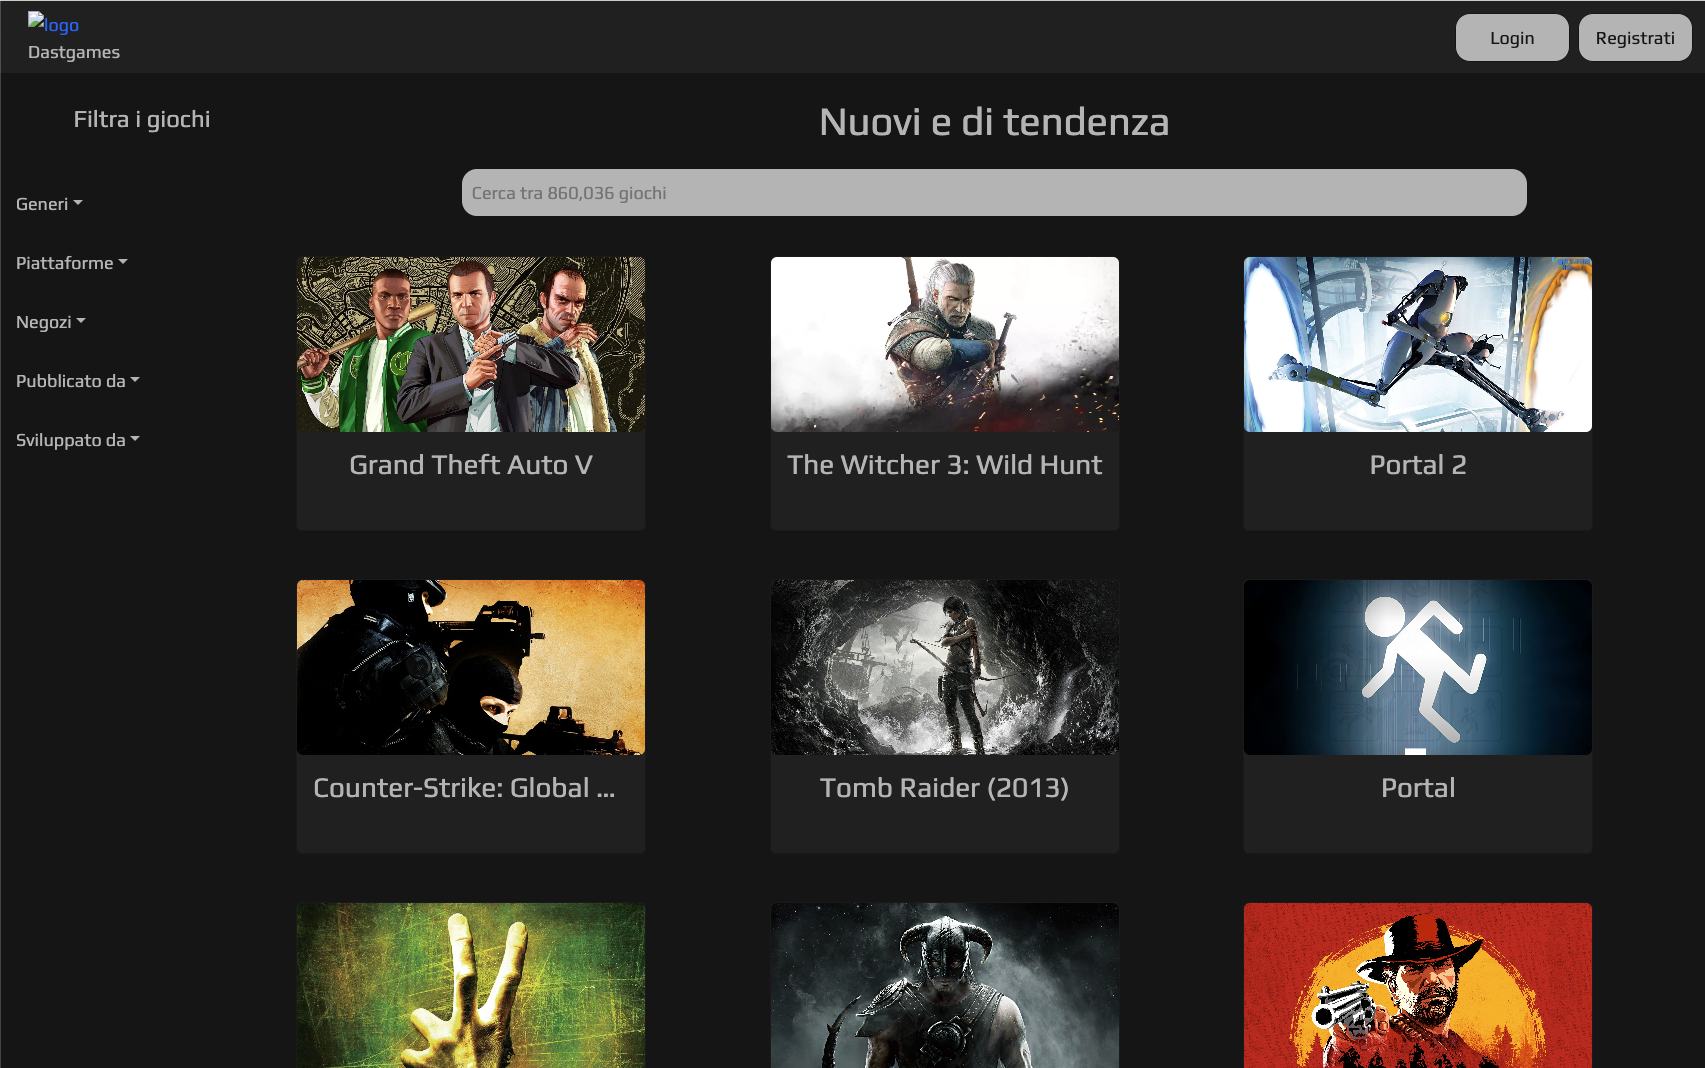 logo
Dastgames
Login
Registrati
Filtra i giochi
Nuovi e di tendenza
Cerca tra 860,036 giochi
Generi
Piattaforme
Negozi
Pubblicato da
Sviluppato da
Grand Theft Auto V
The Witcher 3: Wild Hunt
Portal 2
Counter-Strike: Global ...
Tomb Raider (2013)
Portal